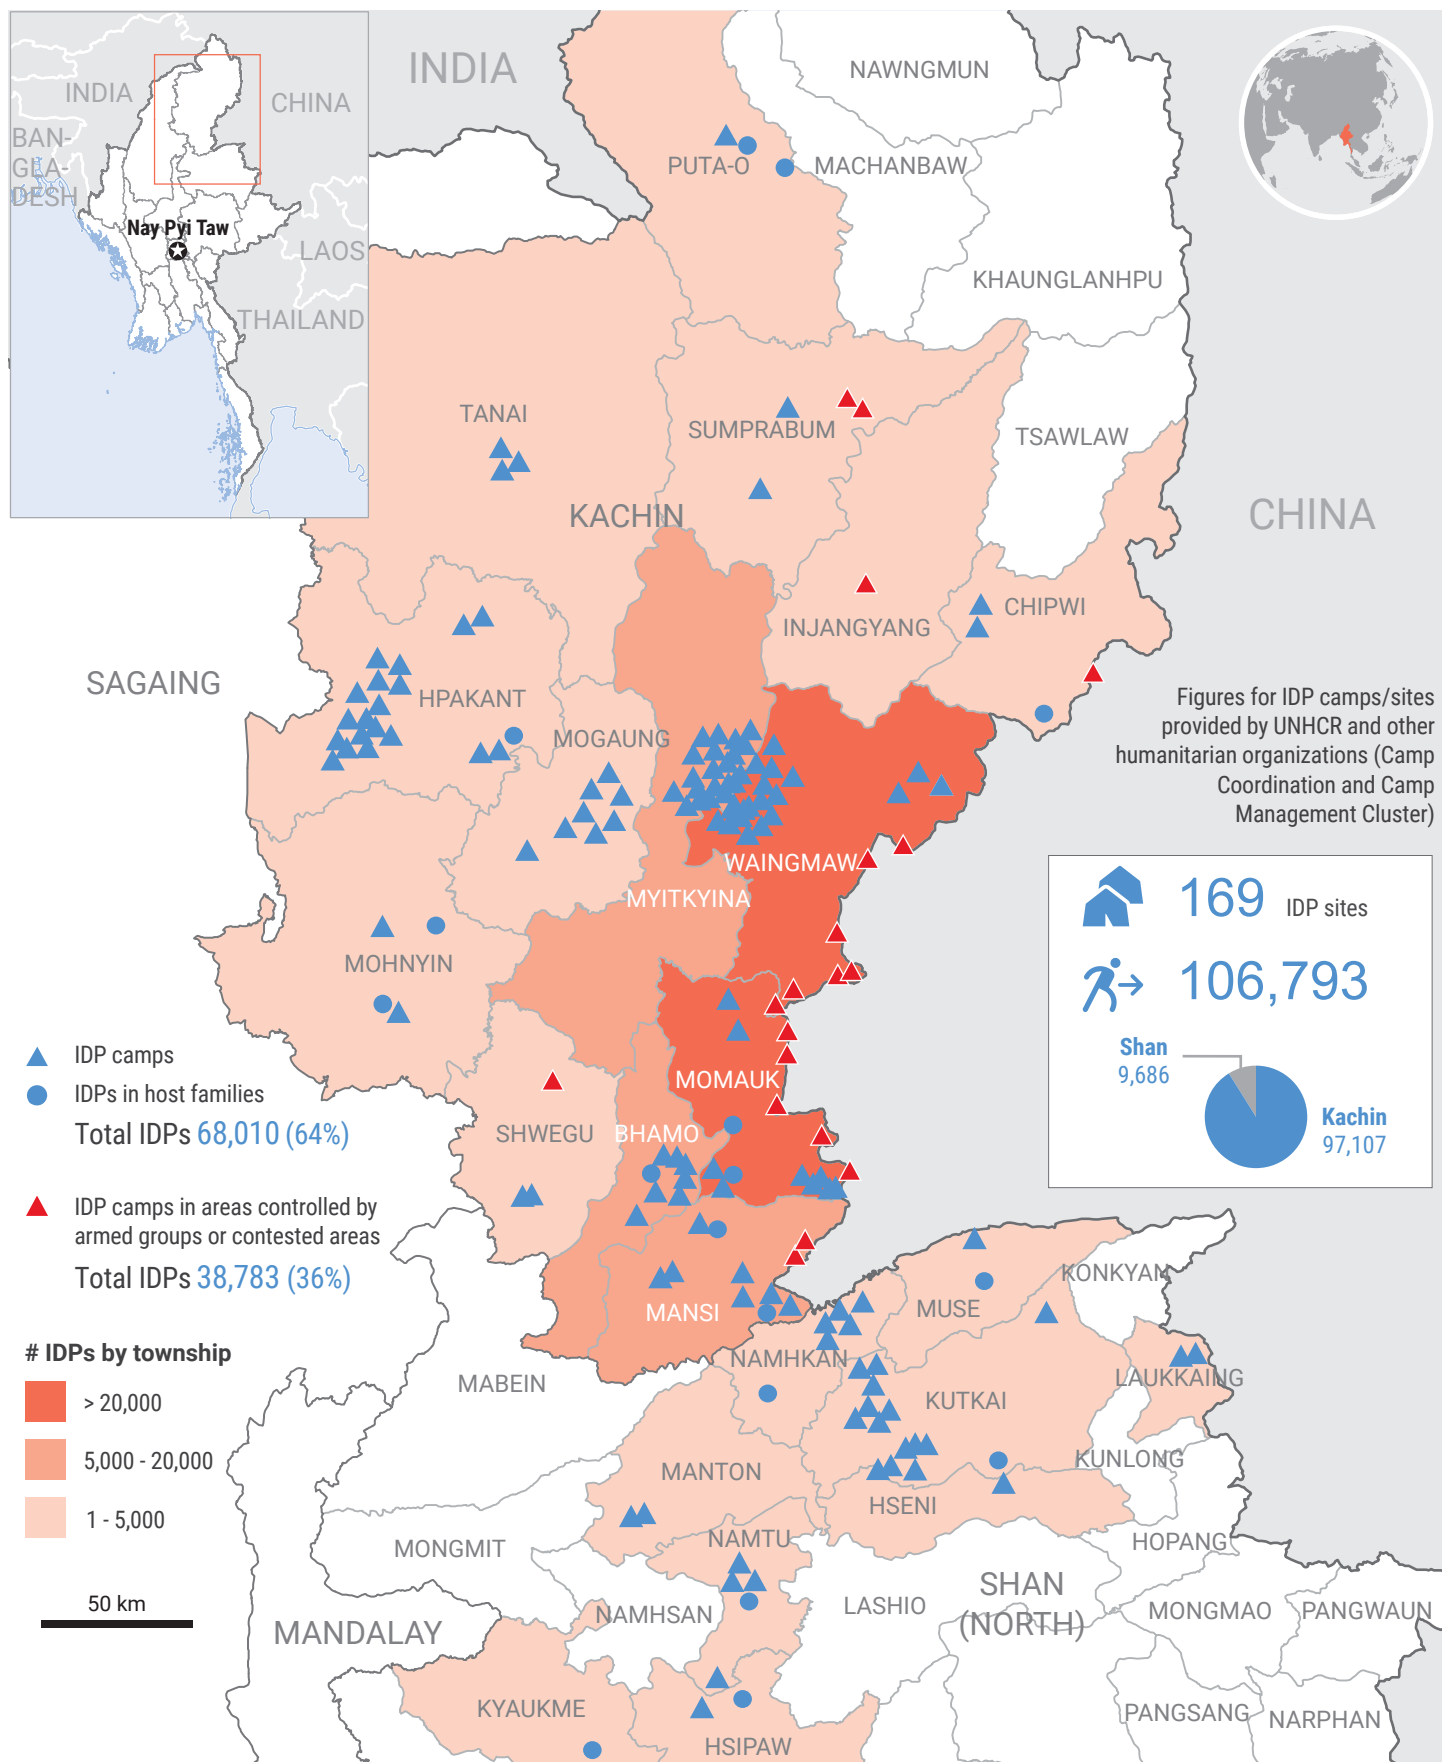 INDIA
CHINA
BAN-
GLA-
DESH
Nay Pyi Taw
LAOS
THAILAND
INDIA
NAWNGMUN
PUTA-O
MACHANBAW
KHAUNGLANHPU
TANAI
SUMPRABUM
TSAWLAW
KACHIN
CHINA
CHIPWI
INJANGYANG
SAGAING
HPAKANT
MOGAUNG
Figures for IDP camps/sites
provided by UNHCR and other
humanitarian organizations (Camp
Coordination and Camp
Management Cluster)
WAINGMAW
MYITKYINA
MOHNYIN
169 IDP sites
106,793
Shan
9,686
Kachin
97,107
MOMAUK
SHWEGU
BHAMO
IDP camps
IDPs in host families
Total IDPs 68,010 (64%)
IDP camps in areas controlled by
armed groups or contested areas
Total IDPs 38,783 (36%)
# IDPs by township
> 20,000
5,000 - 20,000
1 - 5,000
50 km
KONKYAN
MUSE
MANSI
NAMHKAN
LAUKKAING
MABEIN
KUTKAI
KUNLONG
MANTON
HSENI
NAMTU
HOPANG
MONGMIT
SHAN
(NORTH)
NAMHSAN
LASHIO
MONGMAO
PANGWAUN
MANDALAY
KYAUKME
PANGSANG
NARPHAN
HSIPAW